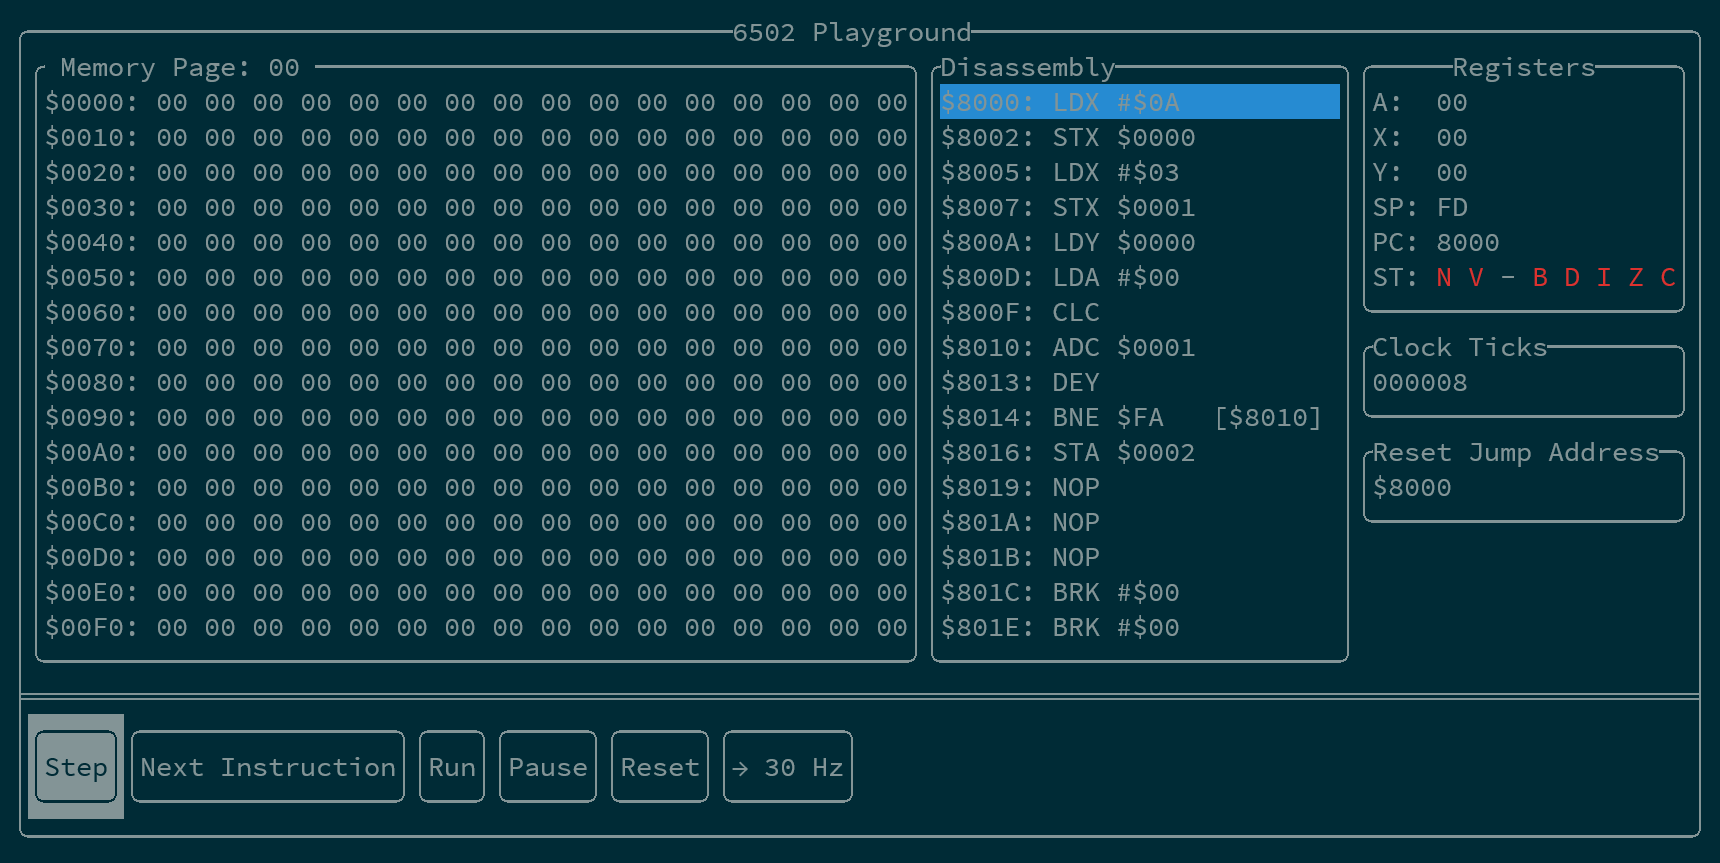 6502 Playground
Memory Page: 00
$0000: 00 00 00 00 00 00 00 00 00 00 00 00 00 00 00 00
$0010: 00 00 00 00 00 00 00 00 00 00 00 00 00 00 00 00
$0020: 00 00 00 00 00 00 00 00 00 00 00 00 00 00 00 00
$0030: 00 00 00 00 00 00 00 00 00 00 00 00 00 00 00 00
$0040: 00 00 00 00 00 00 00 00 00 00 00 00 00 00 00 00
$0050: 00 00 00 00 00 00 00 00 00 00 00 00 00 00 00 00
$0060: 00 00 00 00 00 00 00 00 00 00 00 00 00 00 00 00
$0070: 00 00 00 00 00 00 00 00 00 00 00 00 00 00 00 00
$0080: 00 00 00 00 00 00 00 00 00 00 00 00 00 00 00 00
$0090: 00 00 00 00 00 00 00 00 00 00 00 00 00 00 00 00
$00A0: 00 00 00 00 00 00 00 00 00 00 00 00 00 00 00 00
$00B0: 00 00 00 00 00 00 00 00 00 00 00 00 00 00 00 00
$00C0: 00 00 00 00 00 00 00 00 00 00 00 00 00 00 00 00
$00D0: 00 00 00 00 00 00 00 00 00 00 00 00 00 00 00 00
$00E0: 00 00 00 00 00 00 00 00 00 00 00 00 00 00 00 00
$00F0: 00 00 00 00 00 00 00 00 00 00 00 00 00 00 00 00
Disassembly
$8000: LDX #$0A
$8002: STX $0000
$8005: LDX #$03
$8007: STX $0001
$800A: LDY $0000
$800D: LDA #$00
$800F: CLC
$8010: ADC $0001
$8013: DEY
$8014: BNE $FA [$8010]
$8016: STA $0002
$8019: NOP
$801A: NOP
$801B: NOP
$801C: BRK #$00
$801E: BRK #$00
Registers
A: 00
X: 00
Y: 00
SP: FD
PC: 8000
ST: N V - B D I Z C
Clock Ticks
000008
Reset Jump Address
$8000
Step
Next Instruction
Run
Pause
Reset
→ 30 Hz